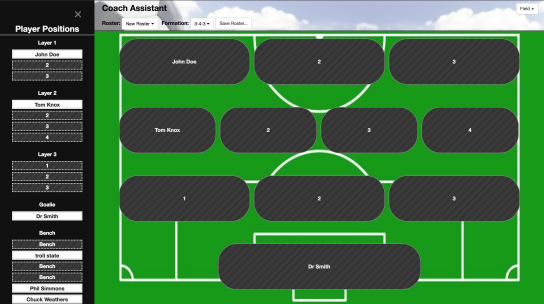 ×
Player Positions
Layer 1
John Doe
2
3
Layer 2
Tom Knox
2
3
4
Layer 3
1
2
3
Goalie
Dr Smith
Bench
Bench
troll state
Bench
Bench
Phil Simmons
Chuck Weathers
Coach Assistant
Field
Roster: New Roster Formation: 3-4-3 Save Roster...
John Doe 2 3
Tom Knox 2 3 4
1 2 3
Dr Smith